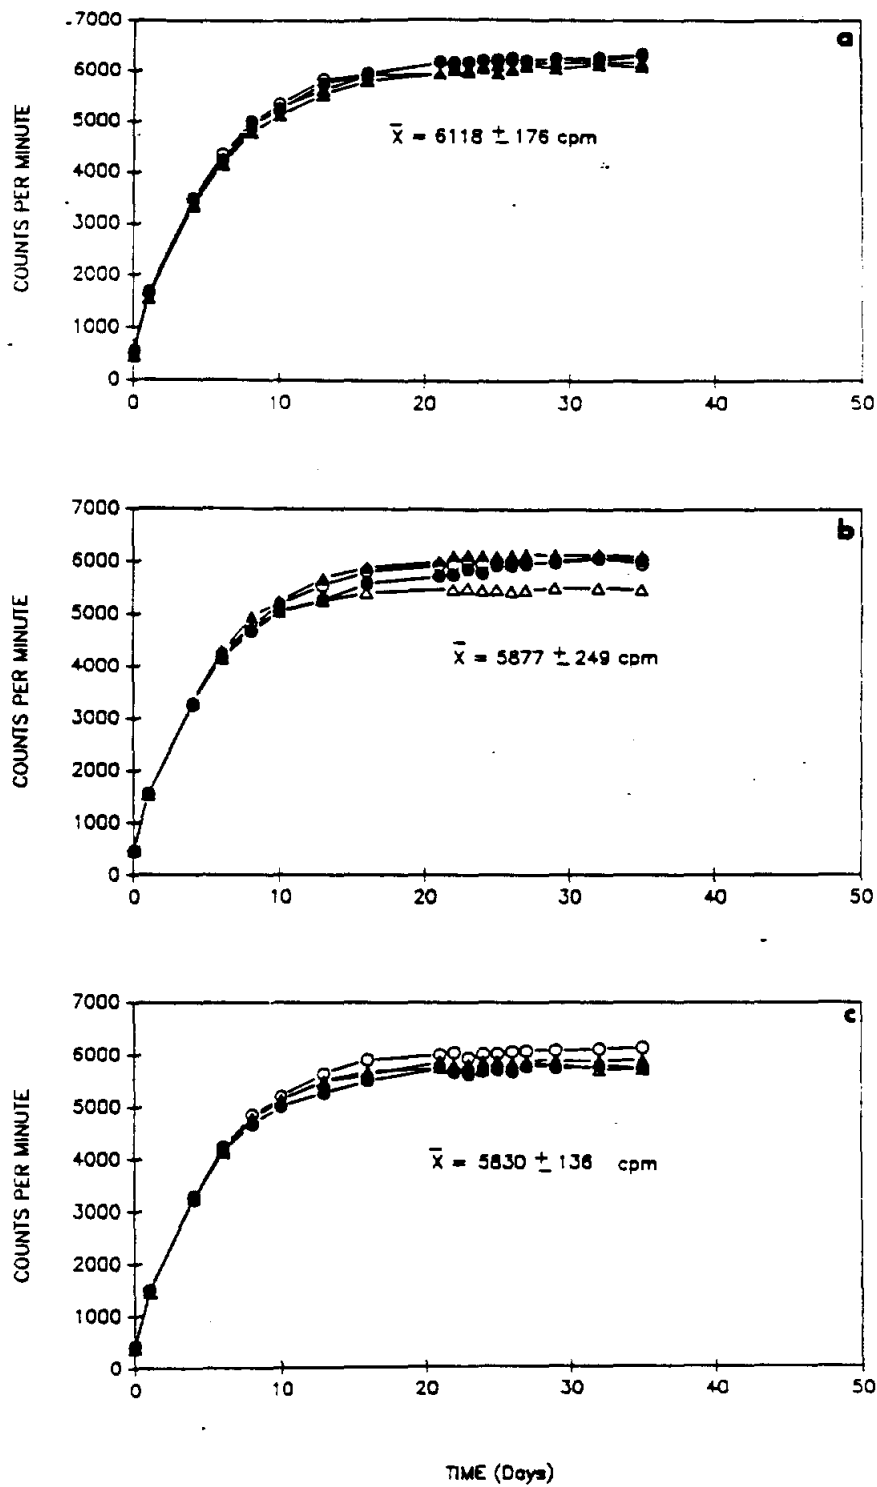 a
COUNTS PER MINUTE
7000
6000
5000
4000
3000
2000
1000
0
X̄ = 6118 ± 176 cpm
0 10 20 30 40 50
b
COUNTS PER MINUTE
7000
6000
5000
4000
3000
2000
1000
0
X̄ = 5877 ± 249 cpm
0 10 20 30 40 50
c
COUNTS PER MINUTE
7000
6000
5000
4000
3000
2000
1000
0
X̄ = 5830 ± 136 cpm
0 10 20 30 40 50
TIME (Days)